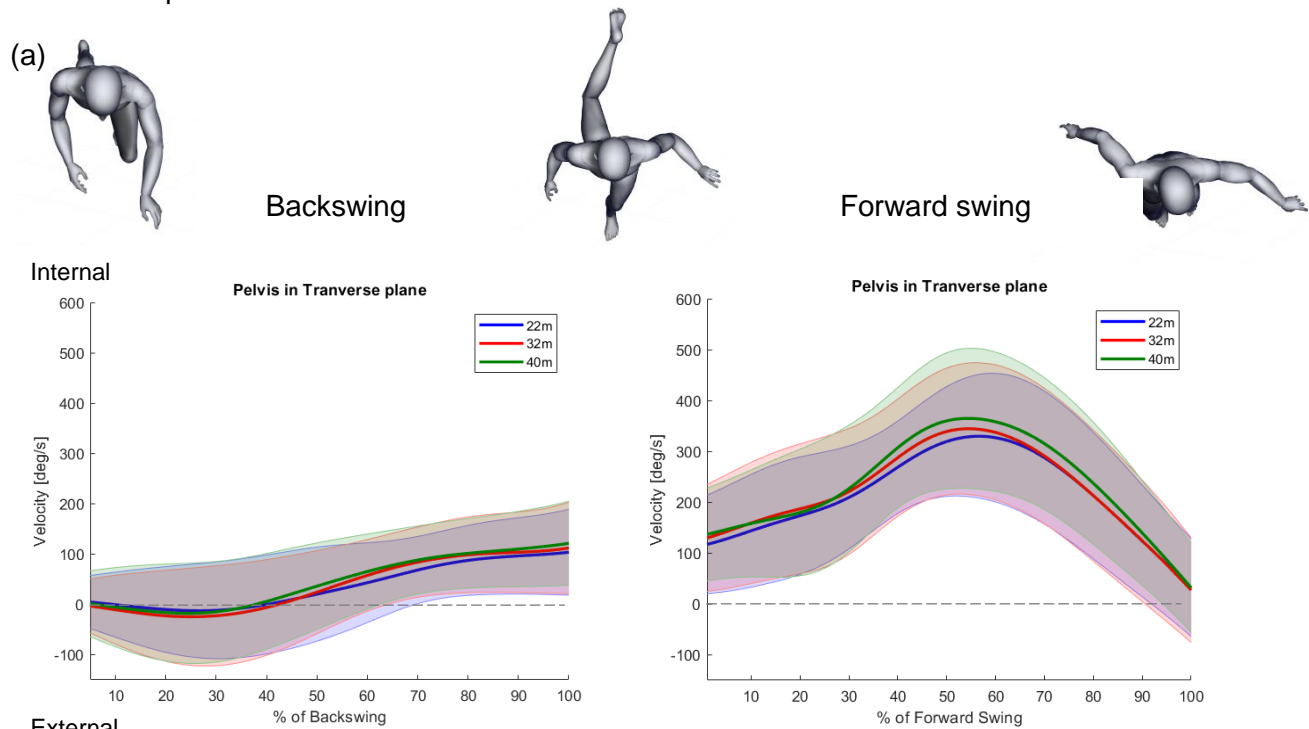 (a)
Backswing
Forward swing
Internal
Pelvis in Tranverse plane
600
500
400
300
200
100
0
-100
Velocity [deg/s]
22m
32m
40m
10 20 30 40 50 60 70 80 90 100
% of Backswing
External
Pelvis in Tranverse plane
600
500
400
300
200
100
0
-100
Velocity [deg/s]
22m
32m
40m
10 20 30 40 50 60 70 80 90 100
% of Forward Swing